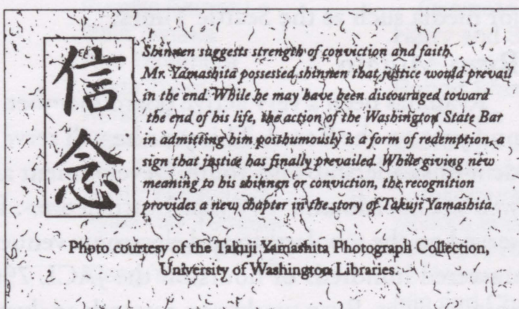 信念
Shinnen suggests strength of conviction and faith.
Mr. Yamashita possessed shinnen that justice would prevail
in the end. While he may have been discouraged toward
the end of his life, the action of the Washington State Bar
in admitting him posthumously is a form of redemption, a
sign that justice has finally prevailed. While giving new
meaning to his shinnen or conviction, the recognition
provides a new chapter in the story of Takuji Yamashita.
Photo courtesy of the Takuji Yamashita Photograph Collection,
University of Washington Libraries.